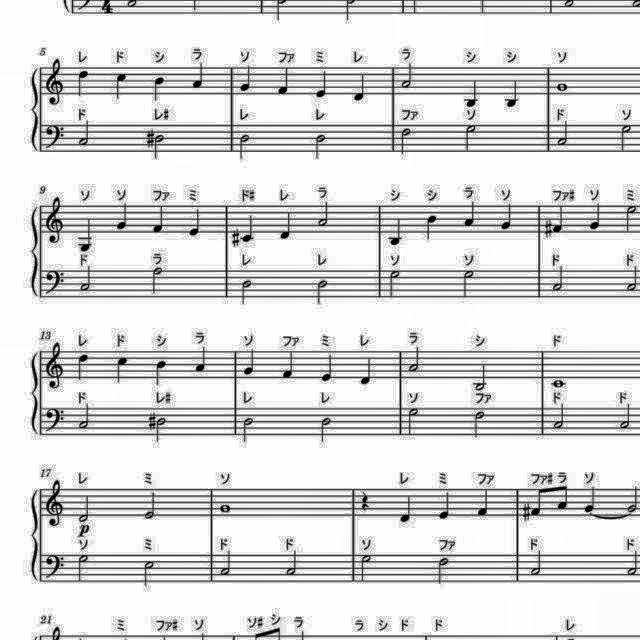 4
5
レ ド シ ラ ソ ファ ミ レ ラ シ シ ソ
ド レ# レ レ ファ ソ ド ソ
9
ソ ソ ファ ミ ド# レ ラ シ シ ラ ソ ファ# ソ ミ
ド ラ レ レ ソ ソ ド ド
13
レ ド シ ラ ソ ファ ミ レ ラ シ ド
ド レ# レ レ ソ ファ ド ド
17
レ ミ ソ レ ミ ファ ファ# ラ ソ
p
ソ ミ ド ド ソ ファ ド ド
21
ミ ファ# ソ ソ# シ ラ ラ シ ド ド レ